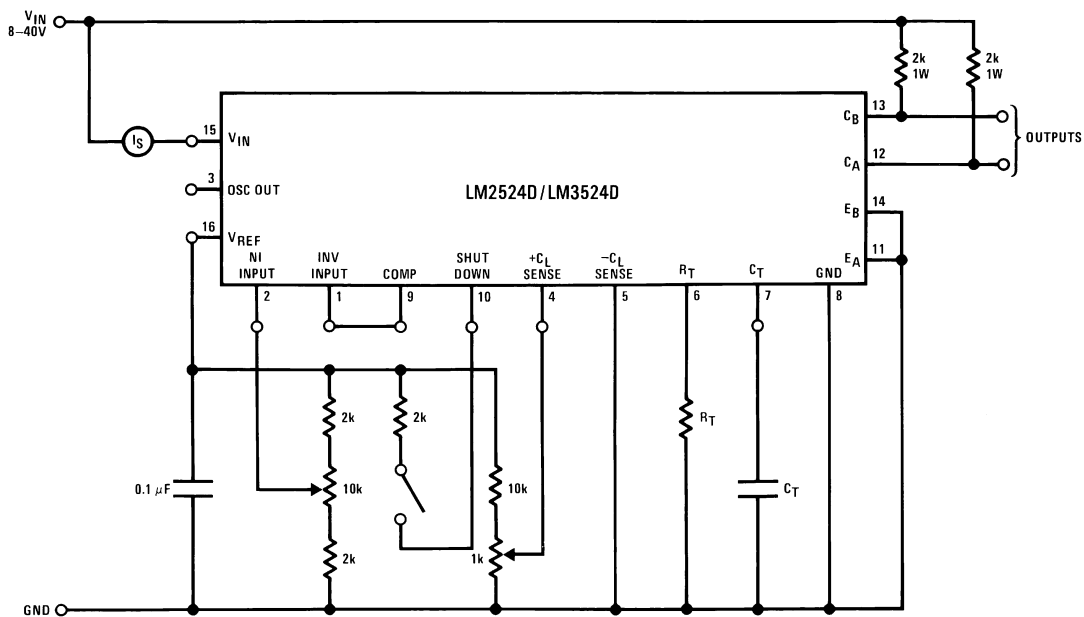 VIN
8–40V
2k
1W
2k
1W
13
CB
OUTPUTS
15
VIN
IS
12
CA
3
OSC OUT
LM2524D/LM3524D
14
EB
16
VREF
11
EA
NI
INPUT
INV
INPUT
COMP
SHUT
DOWN
+CL
SENSE
−CL
SENSE
RT
CT
GND
2
1
9
10
4
5
6
7
8
2k
2k
RT
0.1 μF
10k
10k
CT
2k
1k
GND